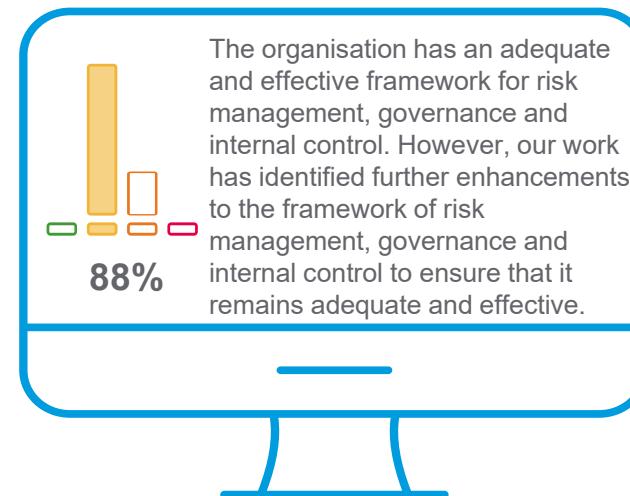 The organisation has an adequate
and effective framework for risk
management, governance and
internal control. However, our work
has identified further enhancements
to the framework of risk
management, governance and
internal control to ensure that it
remains adequate and effective.
88%